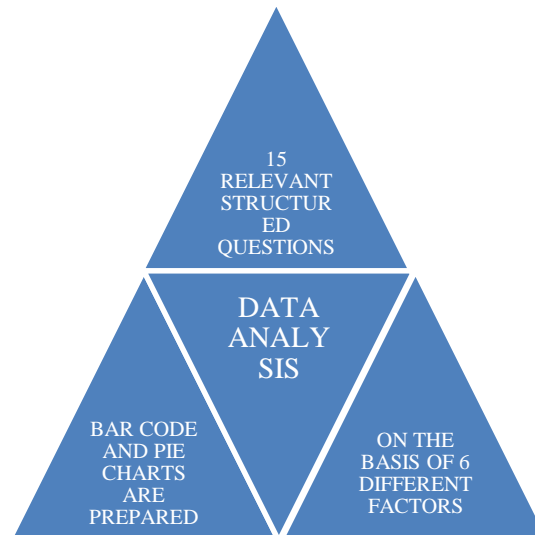 15
RELEVANT
STRUCTUR
ED
QUESTIONS
DATA
ANALY
SIS
BAR CODE
AND PIE
CHARTS
ARE
PREPARED
ON THE
BASIS OF 6
DIFFERENT
FACTORS